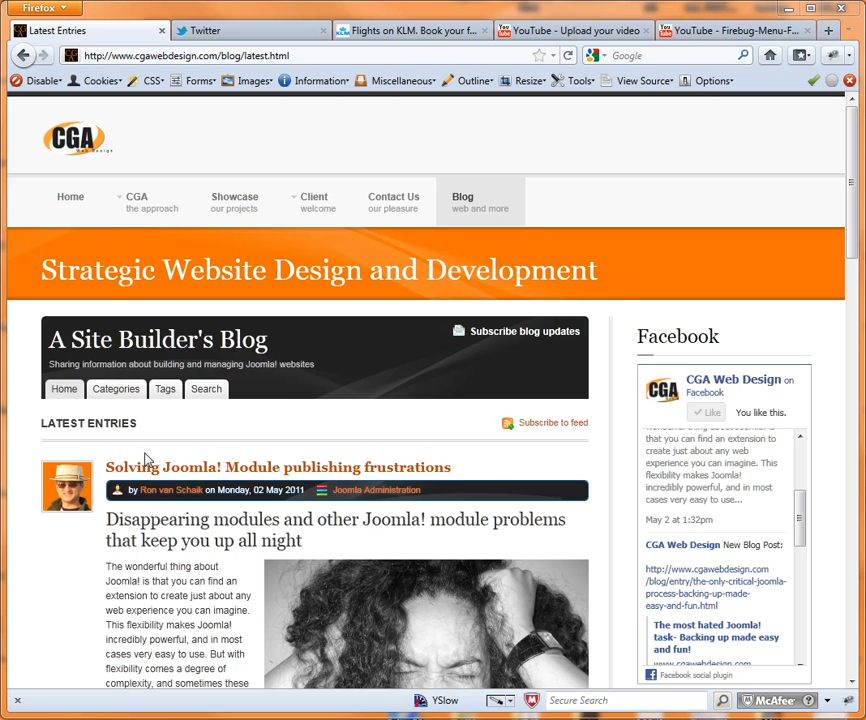 Firefox
Latest Entries
Twitter
Flights on KLM. Book your f...
YouTube - Upload your video
YouTube - Firebug-Menu-F...
http://www.cgawebdesign.com/blog/latest.html
Google
Disable
Cookies
CSS
Forms
Images
Information
Miscellaneous
Outline
Resize
Tools
View Source
Options
CGA
Home
CGA
the approach
Showcase
our projects
Client
welcome
Contact Us
our pleasure
Blog
web and more
Strategic Website Design and Development
A Site Builder's Blog
Subscribe blog updates
Sharing information about building and managing Joomla! websites
Home
Categories
Tags
Search
LATEST ENTRIES
Subscribe to feed
Solving Joomla! Module publishing frustrations
by Ron van Schaik on Monday, 02 May 2011
Joomla Administration
Disappearing modules and other Joomla! module problems
that keep you up all night
The wonderful thing about
Joomla! is that you can find an
extension to create just about any
web experience you can imagine.
This flexibility makes Joomla!
incredibly powerful, and in most
cases very easy to use. But with
flexibility comes a degree of
complexity, and sometimes these
Facebook
CGA
CGA Web Design on
Facebook
Like
You like this.
that you can find an extension to
create just about any web
experience you can imagine. This
flexibility makes Joomla!
incredibly powerful, and in most
cases very easy to use...
May 2 at 1:32pm
CGA Web Design New Blog Post:
http://www.cgawebdesign.com
/blog/entry/the-only-critical-joomla-
process-backing-up-made-
easy-and-fun.html
The most hated Joomla!
task- Backing up made easy
and fun!
www.cgawebdesign.com
Facebook social plugin
YSlow
Secure Search
McAfee